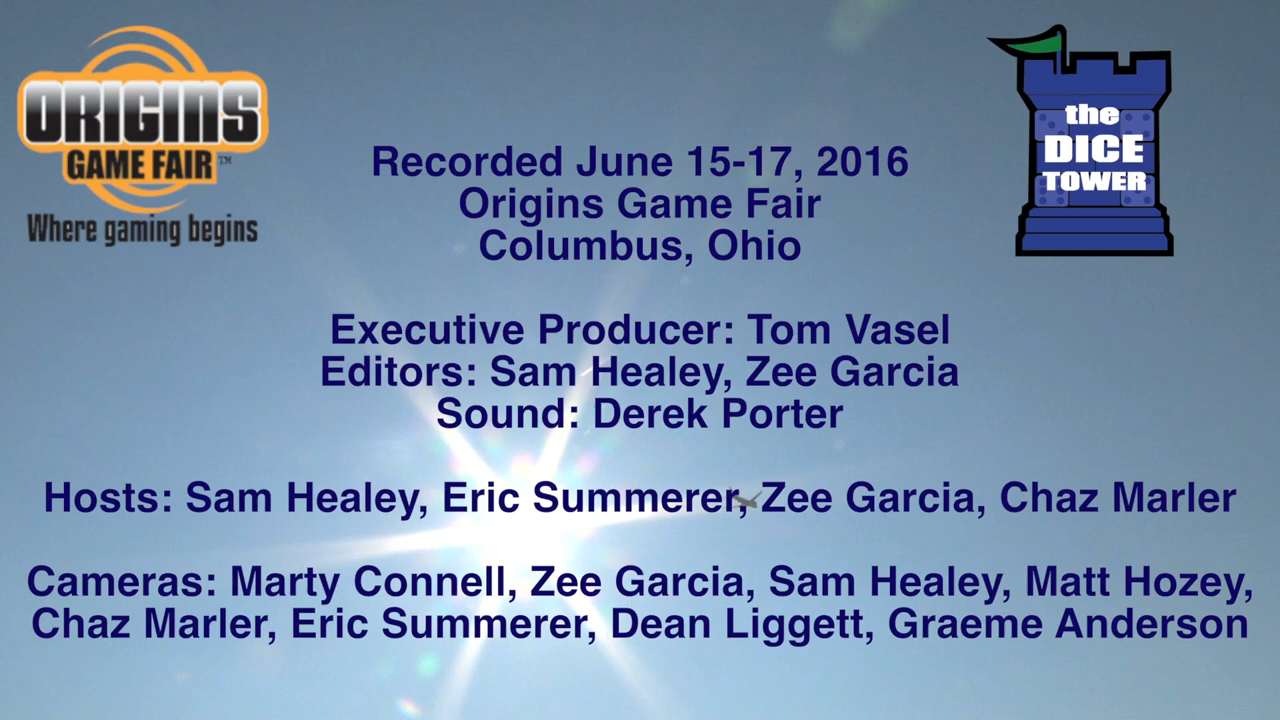 ORIGINS
GAME FAIR™
Where gaming begins
the
DICE
TOWER
Recorded June 15-17, 2016
Origins Game Fair
Columbus, Ohio
Executive Producer: Tom Vasel
Editors: Sam Healey, Zee Garcia
Sound: Derek Porter
Hosts: Sam Healey, Eric Summerer, Zee Garcia, Chaz Marler
Cameras: Marty Connell, Zee Garcia, Sam Healey, Matt Hozey,
Chaz Marler, Eric Summerer, Dean Liggett, Graeme Anderson